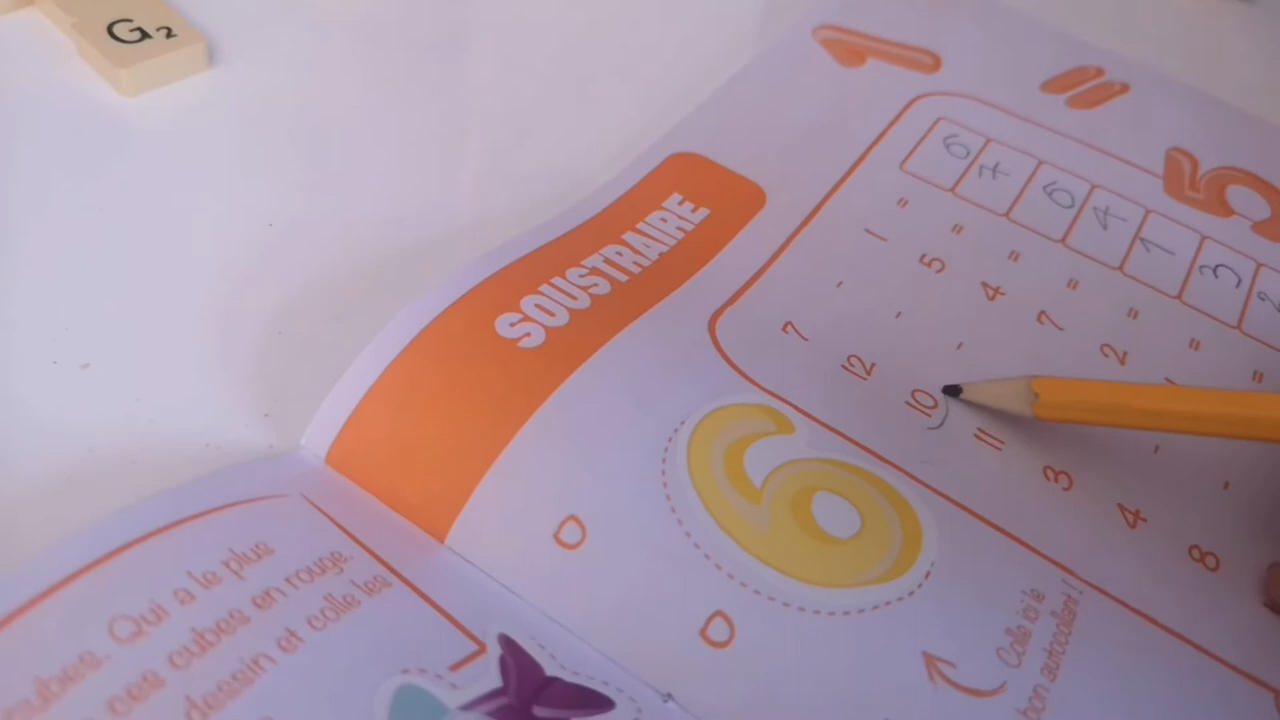 G2
SOUSTRAIRE
1 = 5
7 - 1 = 6
12 - 5 = 7
10 - 4 = 6
11 - 7 = 4
3 - 2 = 1
4 - = 3
8 - = 2
6
Colle ici le
bon autocollant !
cubes. Qui a le plus
ces cubes en rouge.
dessin et colle les